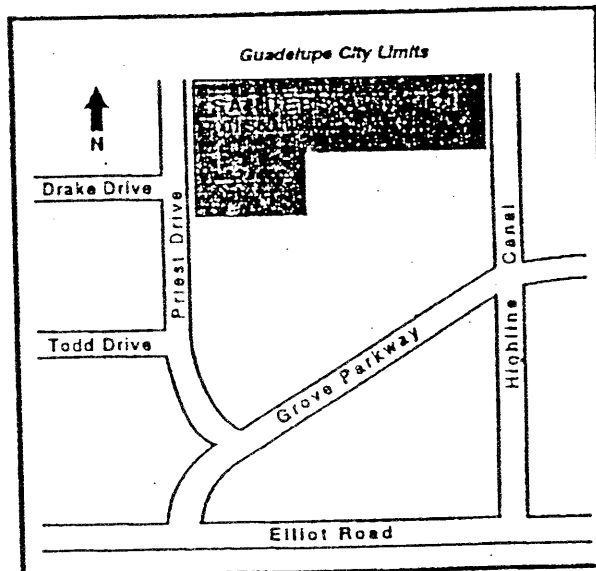 Guadelupe City Limits
N
Drake Drive
Priest Drive
Canal
Todd Drive
Grove Parkway
Highline
Elliot Road